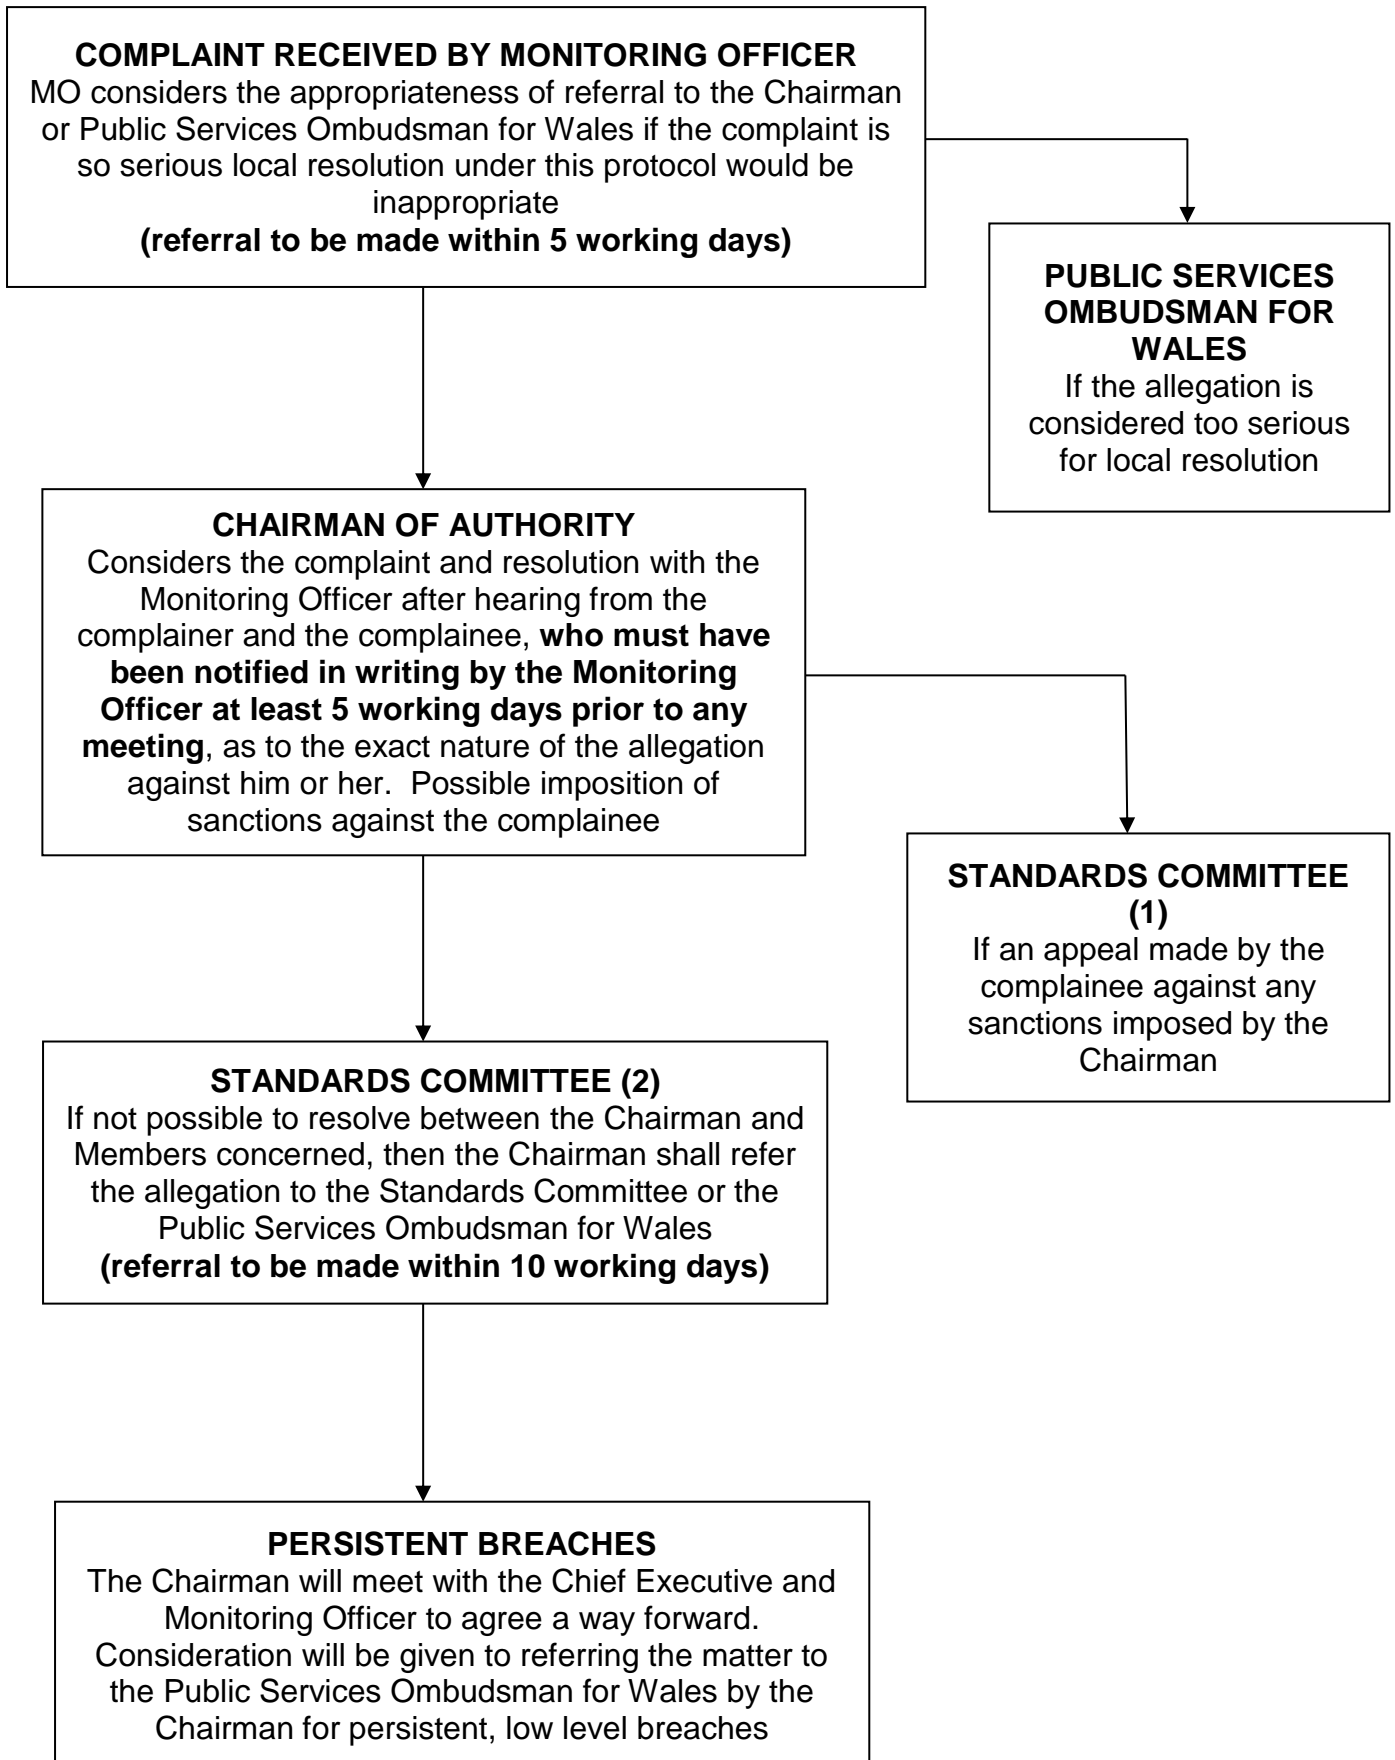 COMPLAINT RECEIVED BY MONITORING OFFICER
MO considers the appropriateness of referral to the Chairman
or Public Services Ombudsman for Wales if the complaint is
so serious local resolution under this protocol would be
inappropriate
(referral to be made within 5 working days)
PUBLIC SERVICES
OMBUDSMAN FOR
WALES
If the allegation is
considered too serious
for local resolution
CHAIRMAN OF AUTHORITY
Considers the complaint and resolution with the
Monitoring Officer after hearing from the
complainer and the complainee, who must have
been notified in writing by the Monitoring
Officer at least 5 working days prior to any
meeting, as to the exact nature of the allegation
against him or her.  Possible imposition of
sanctions against the complainee
STANDARDS COMMITTEE
(1)
If an appeal made by the
complainee against any
sanctions imposed by the
Chairman
STANDARDS COMMITTEE (2)
If not possible to resolve between the Chairman and
Members concerned, then the Chairman shall refer
the allegation to the Standards Committee or the
Public Services Ombudsman for Wales
(referral to be made within 10 working days)
PERSISTENT BREACHES
The Chairman will meet with the Chief Executive and
Monitoring Officer to agree a way forward.
Consideration will be given to referring the matter to
the Public Services Ombudsman for Wales by the
Chairman for persistent, low level breaches